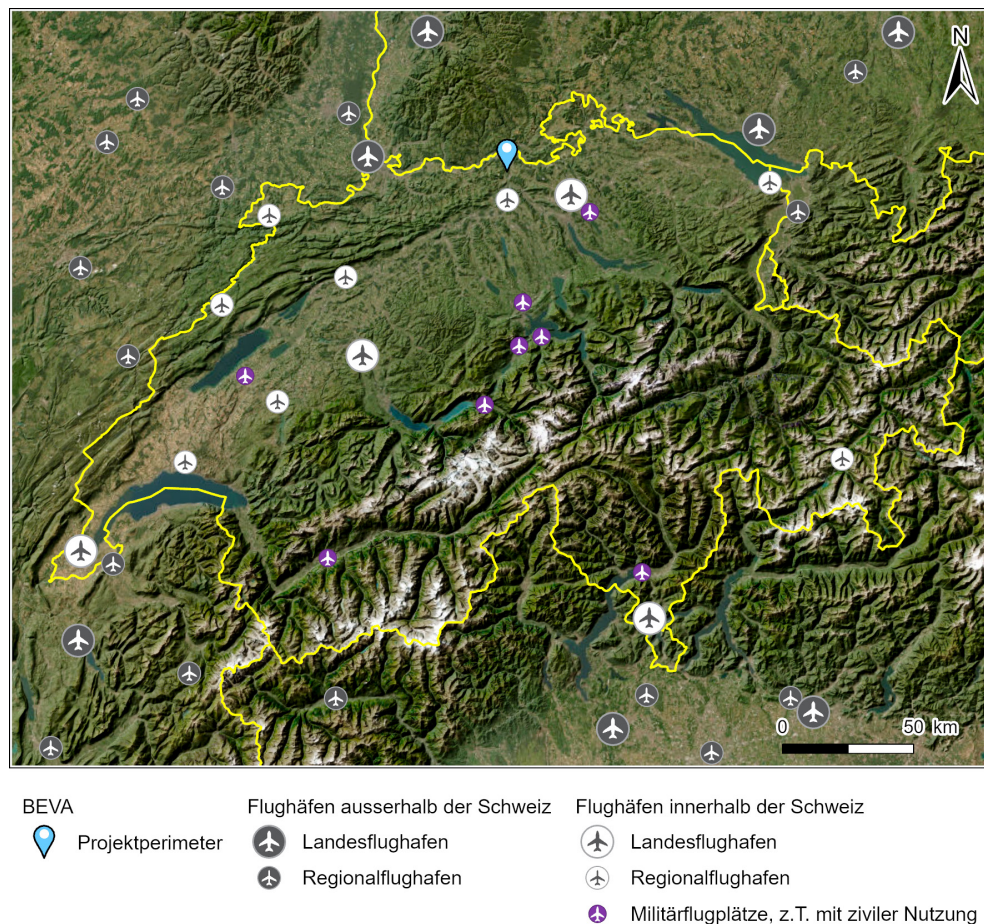 N
0 50 km
BEVA
Projektperimeter
Flughäfen ausserhalb der Schweiz
Landesflughafen
Regionalflughafen
Flughäfen innerhalb der Schweiz
Landesflughafen
Regionalflughafen
Militärflugplätze, z.T. mit ziviler Nutzung